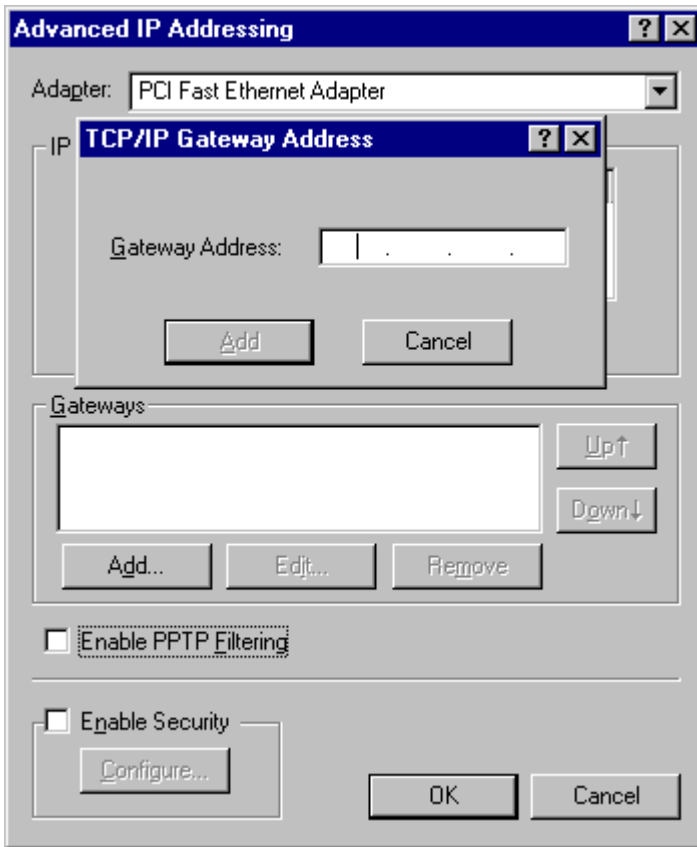 Advanced IP Addressing
Adapter: PCI Fast Ethernet Adapter
IP
TCP/IP Gateway Address
Gateway Address: . . .
Add Cancel
Gateways
Up↑
Down↓
Add... Edit... Remove
Enable PPTP Filtering
Enable Security
Configure...
OK Cancel